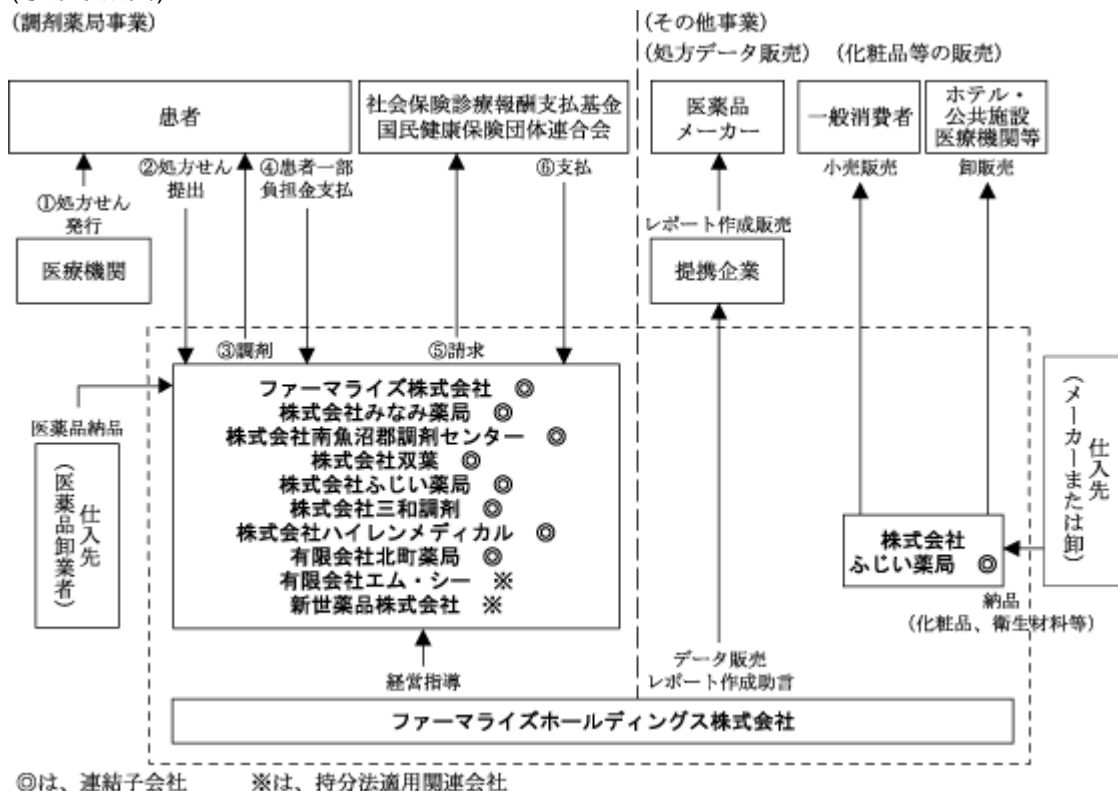 (調剤薬局事業)
(その他事業)
(処方データ販売) (化粧品等の販売)
患者
社会保険診療報酬支払基金
国民健康保険団体連合会
医薬品
メーカー
一般消費者
ホテル・
公共施設
医療機関等
①処方せん
発行
②処方せん
提出
④患者一部
負担金支払
⑥支払
小売販売
卸販売
レポート作成販売
医療機関
提携企業
③調剤
⑤請求
医薬品納品
仕入先
(医薬品卸業者)
ファーマライズ株式会社 ◎
株式会社みなみ薬局 ◎
株式会社南魚沼郡調剤センター ◎
株式会社双葉 ◎
株式会社ふじい薬局 ◎
株式会社三和調剤 ◎
株式会社ハイレンメディカル ◎
有限会社北町薬局 ◎
有限会社エム・シー ※
新世薬品株式会社 ※
株式会社
ふじい薬局 ◎
仕入先
(メーカーまたは卸)
納品
(化粧品、衛生材料等)
経営指導
データ販売
レポート作成助言
ファーマライズホールディングス株式会社
◎は、連結子会社 ※は、持分法適用関連会社